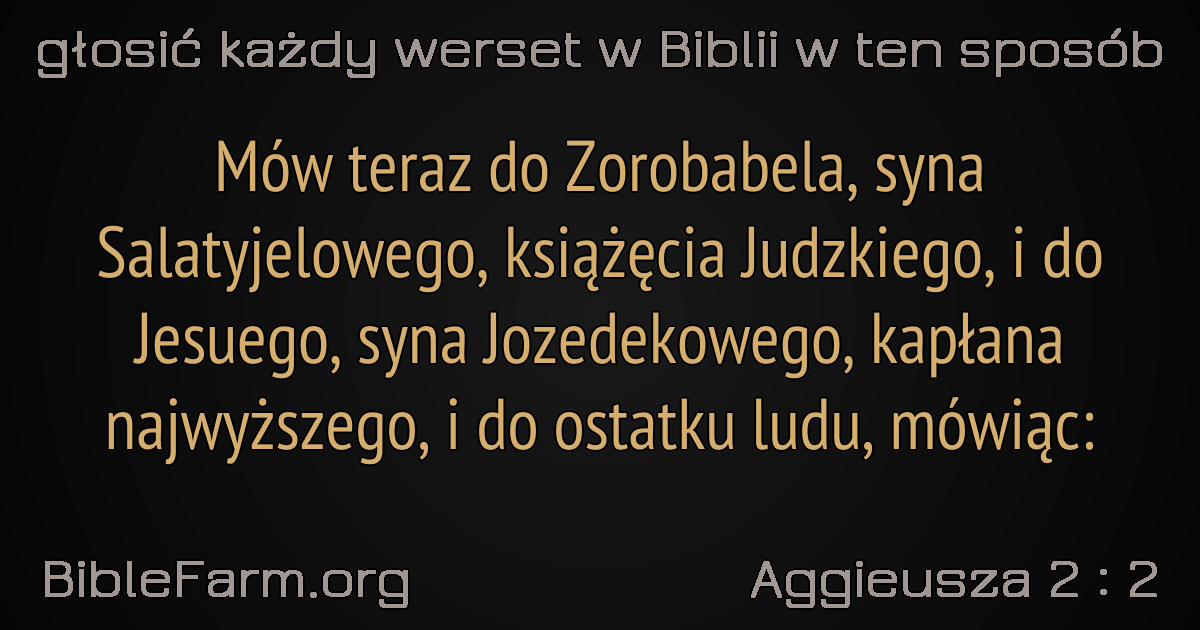 głosić każdy werset w Biblii w ten sposób
Mów teraz do Zorobabela, syna
Salatyjelowego, książęcia Judzkiego, i do
Jesuego, syna Jozedekowego, kapłana
najwyższego, i do ostatku ludu, mówiąc:
BibleFarm.org
Aggieusza 2 : 2